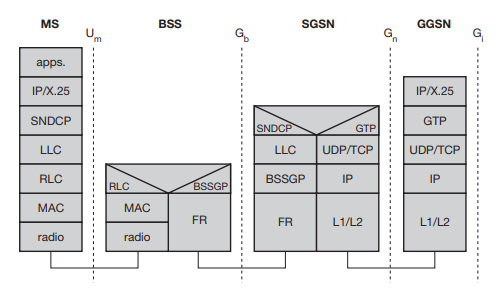 MS
BSS
SGSN
GGSN
Um
Gb
Gn
Gi
apps.
IP/X.25
SNDCP
LLC
RLC
MAC
radio
RLC
BSSGP
MAC
radio
FR
SNDCP
GTP
LLC
UDP/TCP
BSSGP
IP
FR
L1/L2
IP/X.25
GTP
UDP/TCP
IP
L1/L2